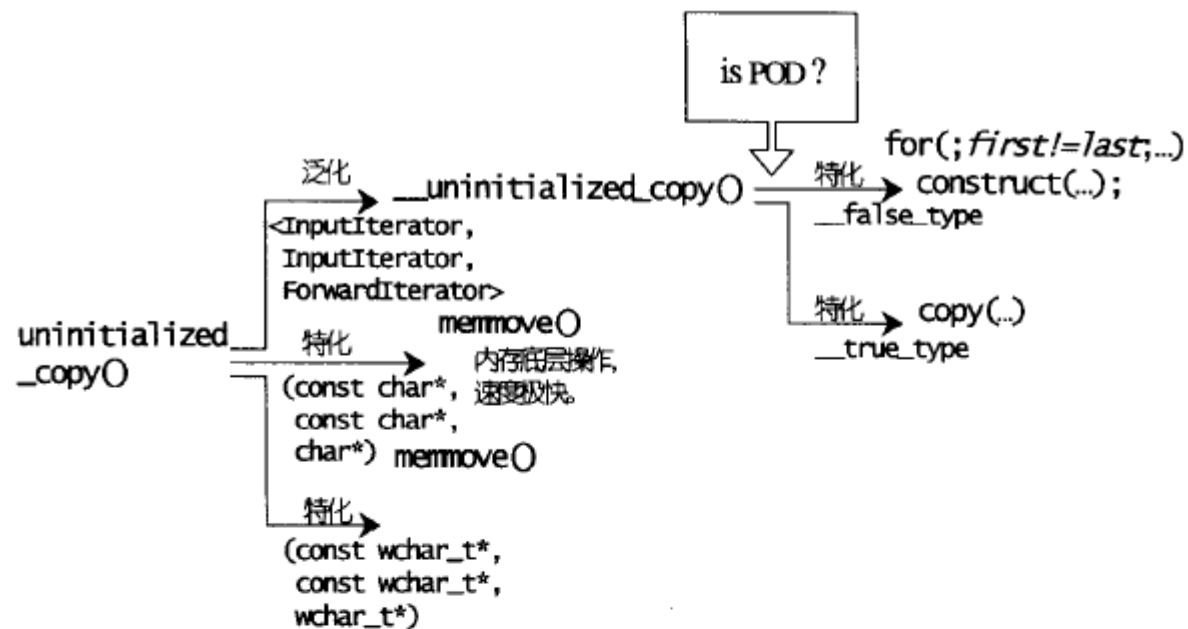 is POD ?
for(;first!=last;…)
泛化
__uninitialized_copy()
特化
construct(…);
__false_type
<InputIterator,
InputIterator,
ForwardIterator>
特化
copy(…)
__true_type
uninitialized_
_copy()
memmove()
特化
内存底层操作,
速度极快。
(const char*,
const char*,
char*)
memmove()
特化
(const wchar_t*,
const wchar_t*,
wchar_t*)